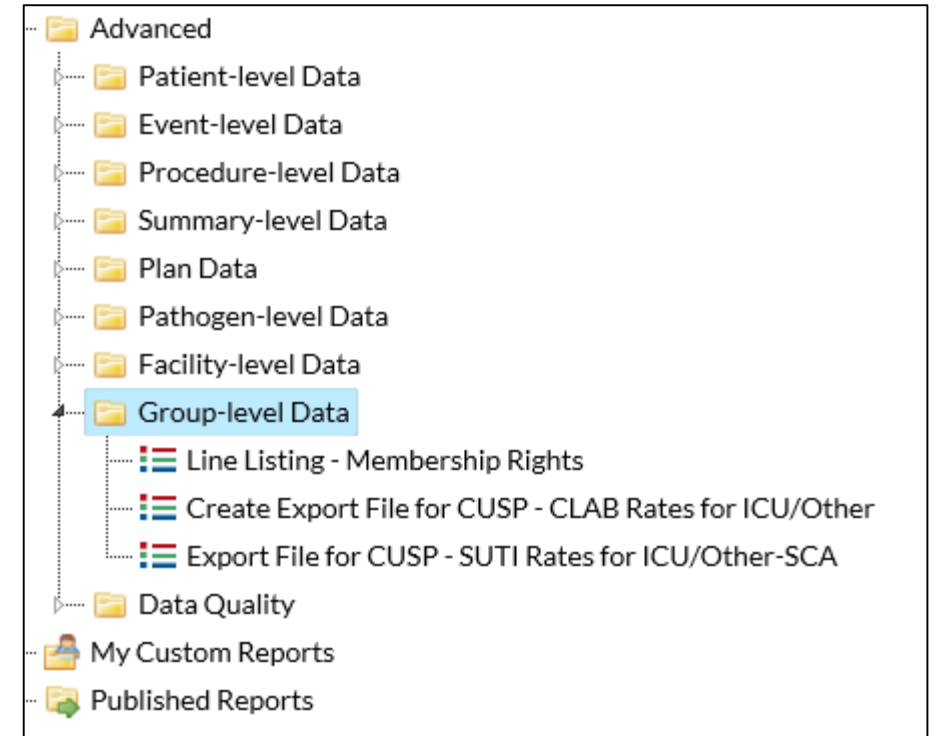 Advanced
Patient-level Data
Event-level Data
Procedure-level Data
Summary-level Data
Plan Data
Pathogen-level Data
Facility-level Data
Group-level Data
Line Listing - Membership Rights
Create Export File for CUSP - CLAB Rates for ICU/Other
Export File for CUSP - SUTI Rates for ICU/Other-SCA
Data Quality
My Custom Reports
Published Reports